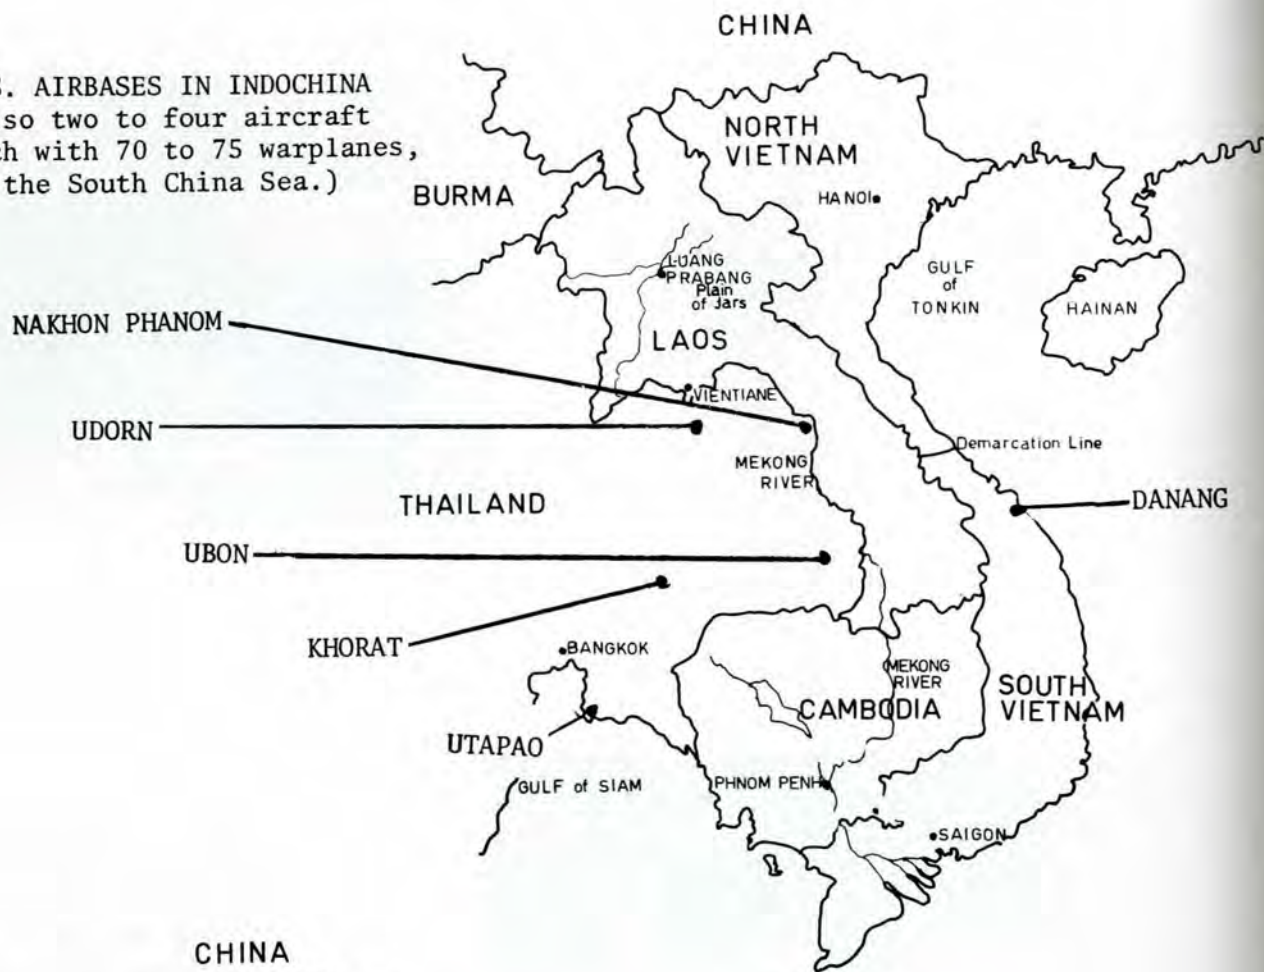 CHINA
. AIRBASES IN INDOCHINA
so two to four aircraft
h with 70 to 75 warplanes,
the South China Sea.)
NORTH
VIETNAM
BURMA
HANOI
LUANG
PRABANG
Plain
of Jars
GULF
of
TONKIN
HAINAN
NAKHON PHANOM
LAOS
VIENTIANE
UDORN
Demarcation Line
MEKONG
RIVER
THAILAND
DANANG
UBON
KHORAT
BANGKOK
MEKONG
RIVER
SOUTH
VIETNAM
CAMBODIA
UTAPAO
GULF of SIAM
PHNOM PENH
SAIGON
CHINA